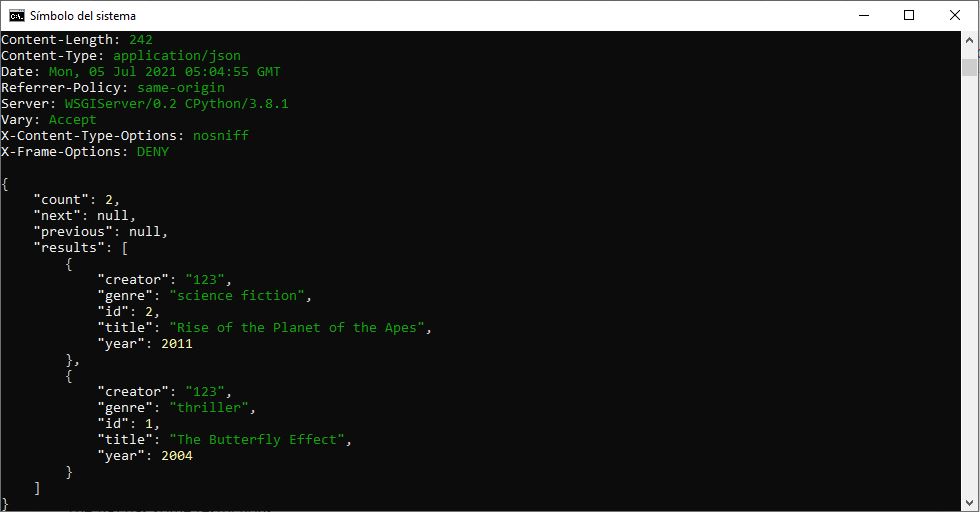 Símbolo del sistema
Content-Length: 242
Content-Type: application/json
Date: Mon, 05 Jul 2021 05:04:55 GMT
Referrer-Policy: same-origin
Server: WSGIServer/0.2 CPython/3.8.1
Vary: Accept
X-Content-Type-Options: nosniff
X-Frame-Options: DENY

{
    "count": 2,
    "next": null,
    "previous": null,
    "results": [
        {
            "creator": "123",
            "genre": "science fiction",
            "id": 2,
            "title": "Rise of the Planet of the Apes",
            "year": 2011
        },
        {
            "creator": "123",
            "genre": "thriller",
            "id": 1,
            "title": "The Butterfly Effect",
            "year": 2004
        }
    ]
}